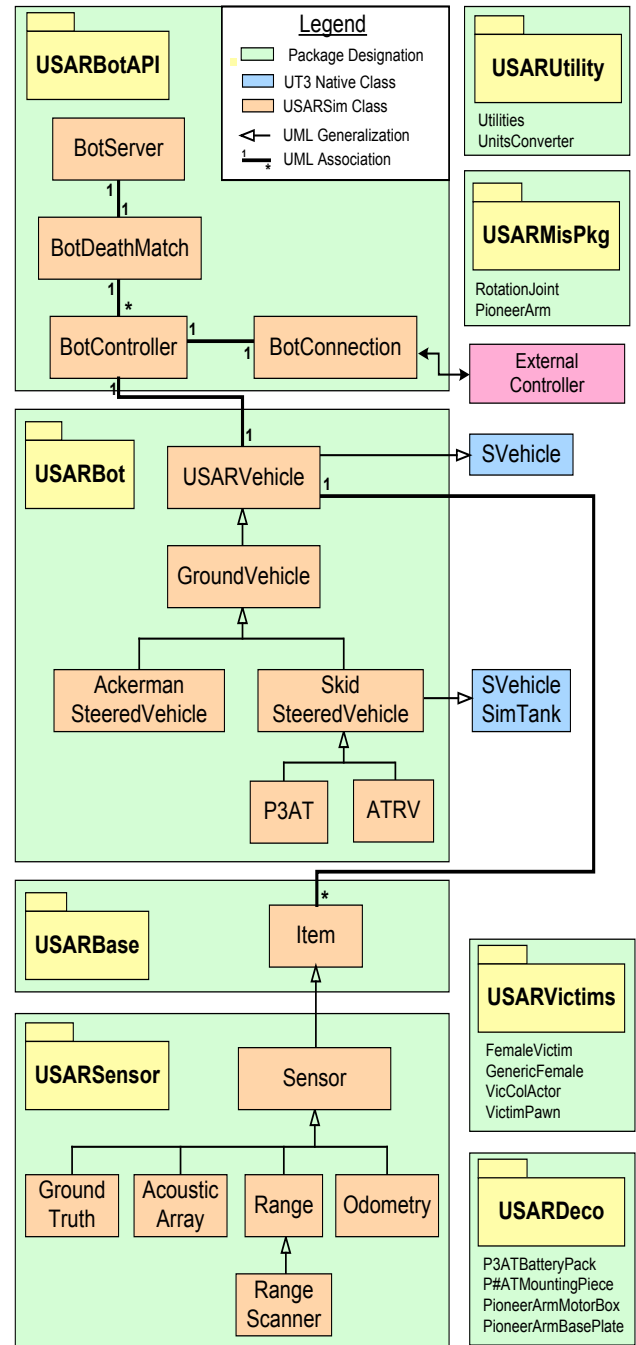 Legend
Package Designation
UT3 Native Class
USARSim Class
UML Generalization
1
*
UML Association
USARBotAPI
BotServer
1
1
BotDeathMatch
1
*
BotController
1
1
BotConnection
1
External
Controller
USARUtility
Utilities
UnitsConverter
USARMisPkg
RotationJoint
PioneerArm
USARBot
1
USARVehicle
1
SVehicle
GroundVehicle
Ackerman
SteeredVehicle
Skid
SteeredVehicle
SVehicle
SimTank
P3AT
ATRV
USARBase
*
Item
USARSensor
Sensor
Ground
Truth
Acoustic
Array
Range
Odometry
Range
Scanner
USARVictims
FemaleVictim
GenericFemale
VicColActor
VictimPawn
USARDeco
P3ATBatteryPack
P#ATMountingPiece
PioneerArmMotorBox
PioneerArmBasePlate